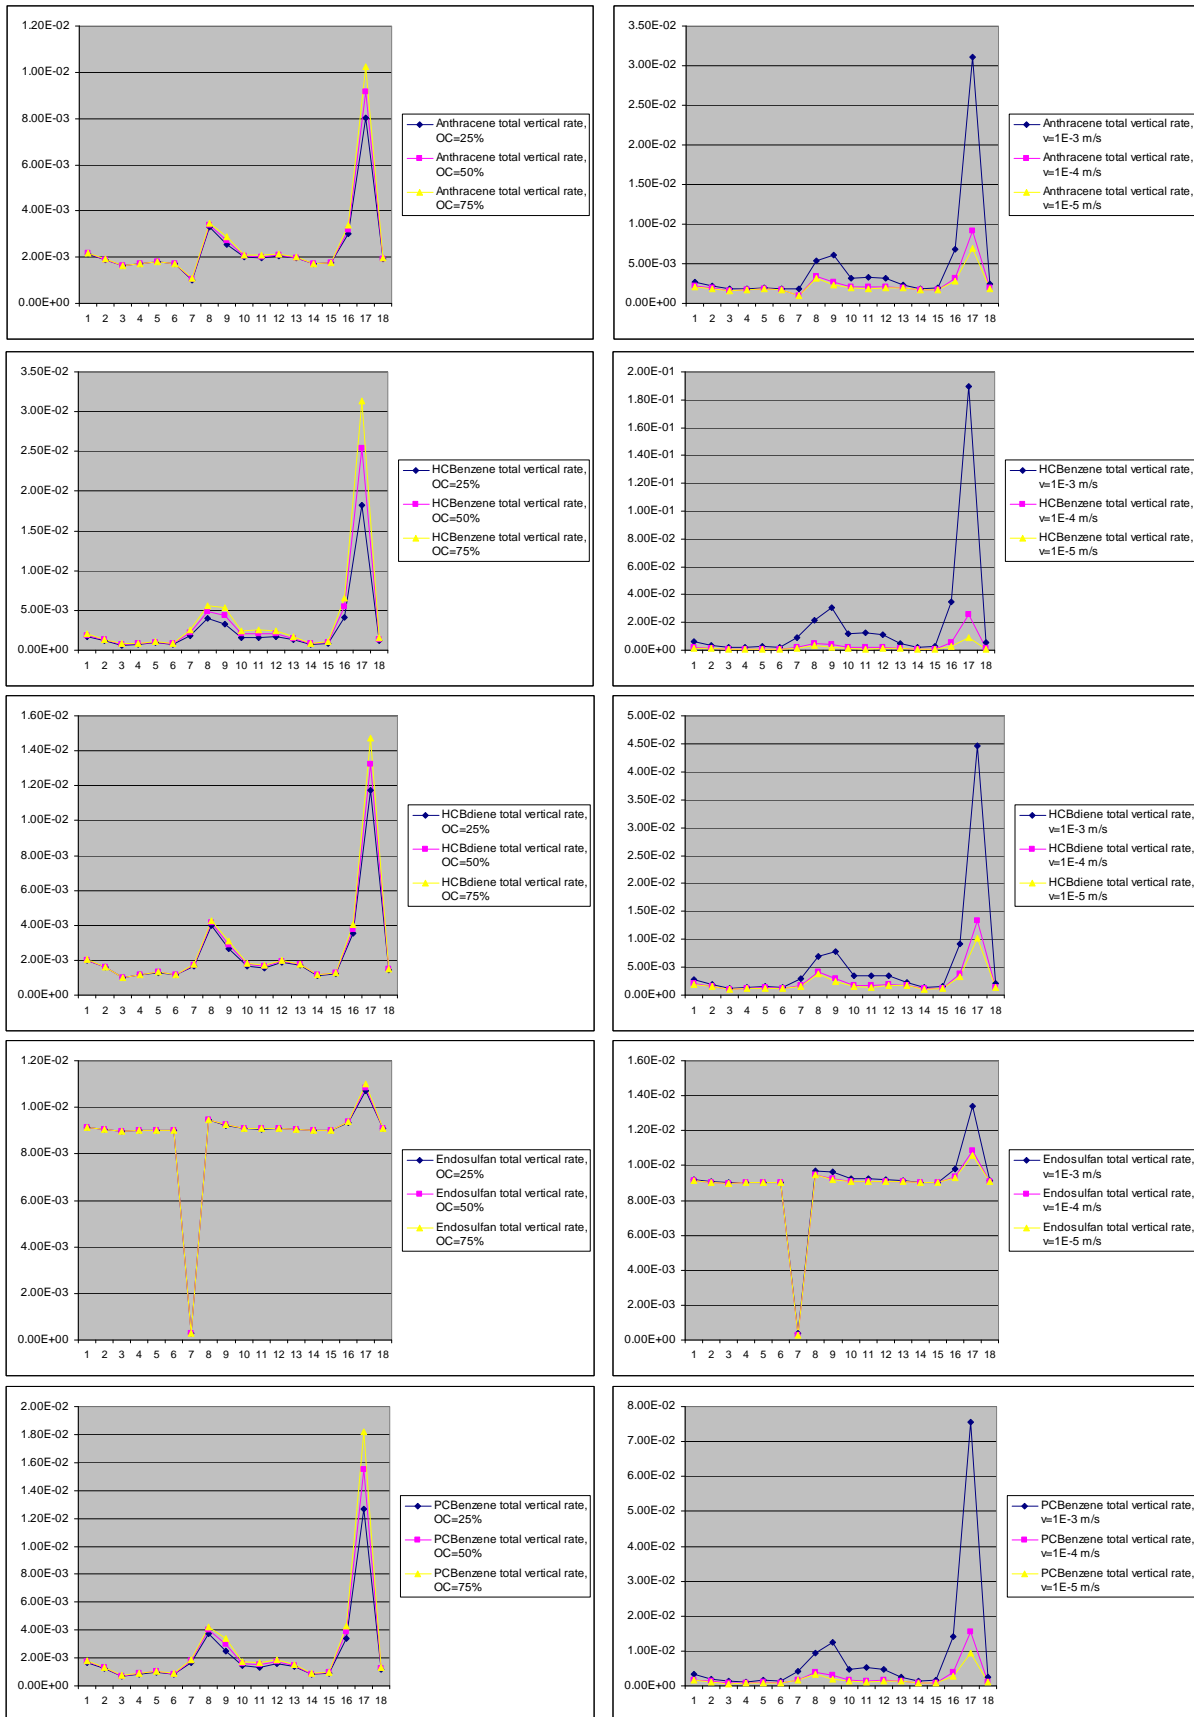 1.20E-02
1.00E-02
8.00E-03
6.00E-03
4.00E-03
2.00E-03
0.00E+00
1 2 3 4 5 6 7 8 9 10 11 12 13 14 15 16 17 18
Anthracene total vertical rate,
OC=25%
Anthracene total vertical rate,
OC=50%
Anthracene total vertical rate,
OC=75%
3.50E-02
3.00E-02
2.50E-02
2.00E-02
1.50E-02
1.00E-02
5.00E-03
0.00E+00
1 2 3 4 5 6 7 8 9 10 11 12 13 14 15 16 17 18
Anthracene total vertical rate,
v=1E-3 m/s
Anthracene total vertical rate,
v=1E-4 m/s
Anthracene total vertical rate,
v=1E-5 m/s
3.50E-02
3.00E-02
2.50E-02
2.00E-02
1.50E-02
1.00E-02
5.00E-03
0.00E+00
1 2 3 4 5 6 7 8 9 10 11 12 13 14 15 16 17 18
HCBenzene total vertical rate,
OC=25%
HCBenzene total vertical rate,
OC=50%
HCBenzene total vertical rate,
OC=75%
2.00E-01
1.80E-01
1.60E-01
1.40E-01
1.20E-01
1.00E-01
8.00E-02
6.00E-02
4.00E-02
2.00E-02
0.00E+00
1 2 3 4 5 6 7 8 9 10 11 12 13 14 15 16 17 18
HCBenzene total vertical rate,
v=1E-3 m/s
HCBenzene total vertical rate,
v=1E-4 m/s
HCBenzene total vertical rate,
v=1E-5 m/s
1.60E-02
1.40E-02
1.20E-02
1.00E-02
8.00E-03
6.00E-03
4.00E-03
2.00E-03
0.00E+00
1 2 3 4 5 6 7 8 9 10 11 12 13 14 15 16 17 18
HCBdiene total vertical rate,
OC=25%
HCBdiene total vertical rate,
OC=50%
HCBdiene total vertical rate,
OC=75%
5.00E-02
4.50E-02
4.00E-02
3.50E-02
3.00E-02
2.50E-02
2.00E-02
1.50E-02
1.00E-02
5.00E-03
0.00E+00
1 2 3 4 5 6 7 8 9 10 11 12 13 14 15 16 17 18
HCBdiene total vertical rate,
v=1E-3 m/s
HCBdiene total vertical rate,
v=1E-4 m/s
HCBdiene total vertical rate,
v=1E-5 m/s
1.20E-02
1.00E-02
8.00E-03
6.00E-03
4.00E-03
2.00E-03
0.00E+00
1 2 3 4 5 6 7 8 9 10 11 12 13 14 15 16 17 18
Endosulfan total vertical rate,
OC=25%
Endosulfan total vertical rate,
OC=50%
Endosulfan total vertical rate,
OC=75%
1.60E-02
1.40E-02
1.20E-02
1.00E-02
8.00E-03
6.00E-03
4.00E-03
2.00E-03
0.00E+00
1 2 3 4 5 6 7 8 9 10 11 12 13 14 15 16 17 18
Endosulfan total vertical rate,
v=1E-3 m/s
Endosulfan total vertical rate,
v=1E-4 m/s
Endosulfan total vertical rate,
v=1E-5 m/s
2.00E-02
1.80E-02
1.60E-02
1.40E-02
1.20E-02
1.00E-02
8.00E-03
6.00E-03
4.00E-03
2.00E-03
0.00E+00
1 2 3 4 5 6 7 8 9 10 11 12 13 14 15 16 17 18
PCBenzene total vertical rate,
OC=25%
PCBenzene total vertical rate,
OC=50%
PCBenzene total vertical rate,
OC=75%
8.00E-02
7.00E-02
6.00E-02
5.00E-02
4.00E-02
3.00E-02
2.00E-02
1.00E-02
0.00E+00
1 2 3 4 5 6 7 8 9 10 11 12 13 14 15 16 17 18
PCBenzene total vertical rate,
v=1E-3 m/s
PCBenzene total vertical rate,
v=1E-4 m/s
PCBenzene total vertical rate,
v=1E-5 m/s